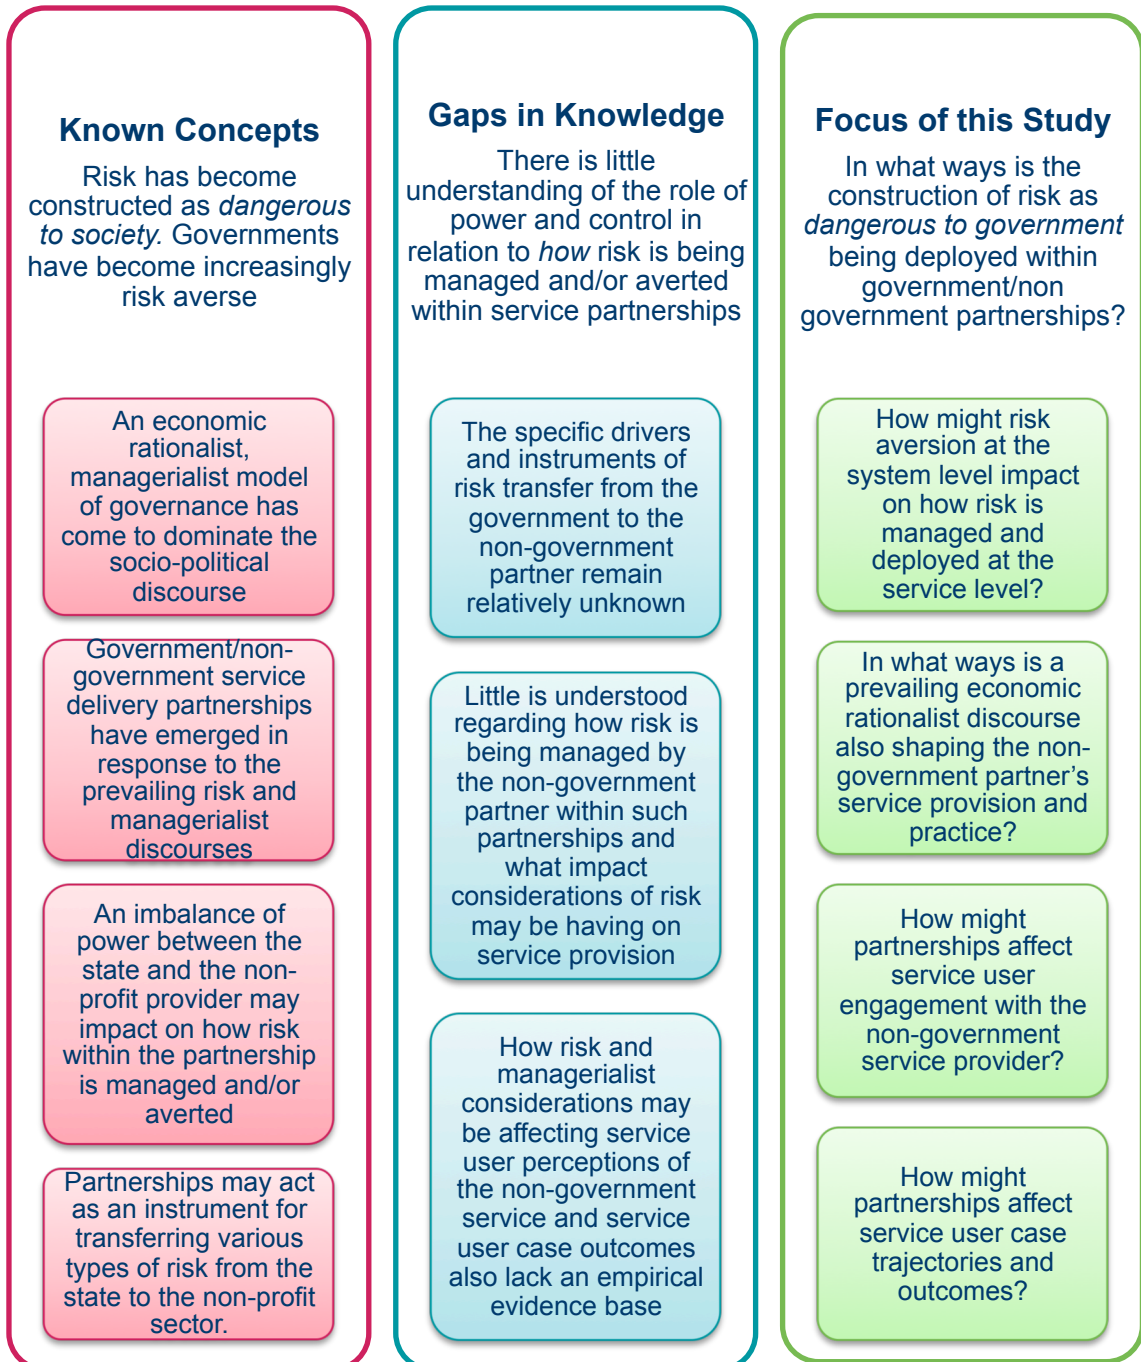 Known Concepts
Risk has become
constructed as dangerous
to society. Governments
have become increasingly
risk averse
An economic
rationalist,
managerialist model
of governance has
come to dominate the
socio-political
discourse
Government/non-
government service
delivery partnerships
have emerged in
response to the
prevailing risk and
managerialist
discourses
An imbalance of
power between the
state and the non-
profit provider may
impact on how risk
within the partnership
is managed and/or
averted
Partnerships may act
as an instrument for
transferring various
types of risk from the
state to the non-profit
sector.
Gaps in Knowledge
There is little
understanding of the role of
power and control in
relation to how risk is being
managed and/or averted
within service partnerships
The specific drivers
and instruments of
risk transfer from the
government to the
non-government
partner remain
relatively unknown
Little is understood
regarding how risk is
being managed by
the non-government
partner within such
partnerships and
what impact
considerations of risk
may be having on
service provision
How risk and
managerialist
considerations may
be affecting service
user perceptions of
the non-government
service and service
user case outcomes
also lack an empirical
evidence base
Focus of this Study
In what ways is the
construction of risk as
dangerous to government
being deployed within
government/non
government partnerships?
How might risk
aversion at the
system level impact
on how risk is
managed and
deployed at the
service level?
In what ways is a
prevailing economic
rationalist discourse
also shaping the non-
government partner's
service provision and
practice?
How might
partnerships affect
service user
engagement with the
non-government
service provider?
How might
partnerships affect
service user case
trajectories and
outcomes?